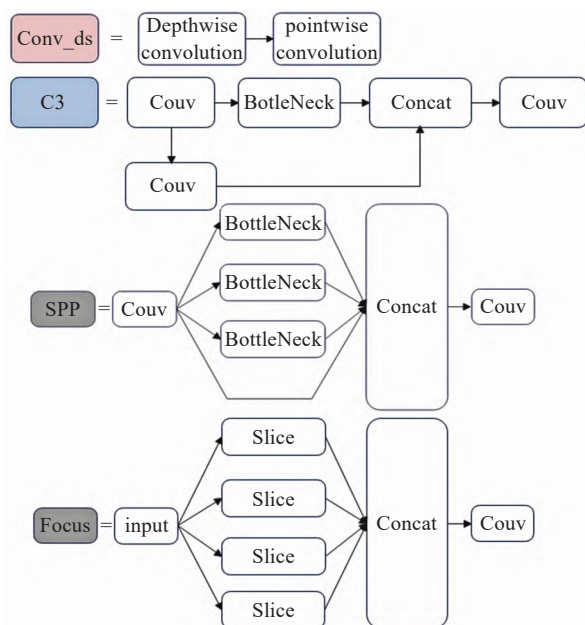 Conv_ds = Depthwise convolution pointwise convolution
C3 = Couv BotleNeck Concat Couv
Couv
BottleNeck
BottleNeck
SPP = Couv Concat Couv
BottleNeck
Slice
Slice
Focus = input Concat Couv
Slice
Slice